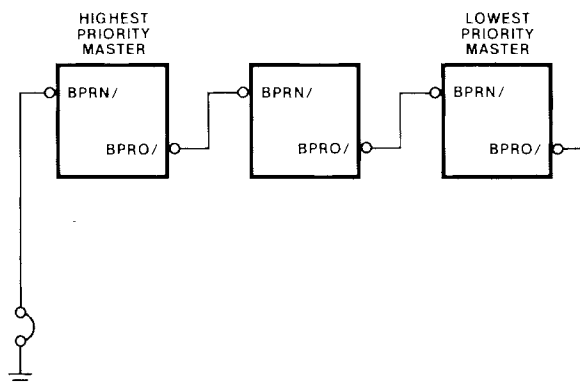 HIGHEST
PRIORITY
MASTER
LOWEST
PRIORITY
MASTER
BPRN/
BPRN/
BPRN/
BPRO/
BPRO/
BPRO/